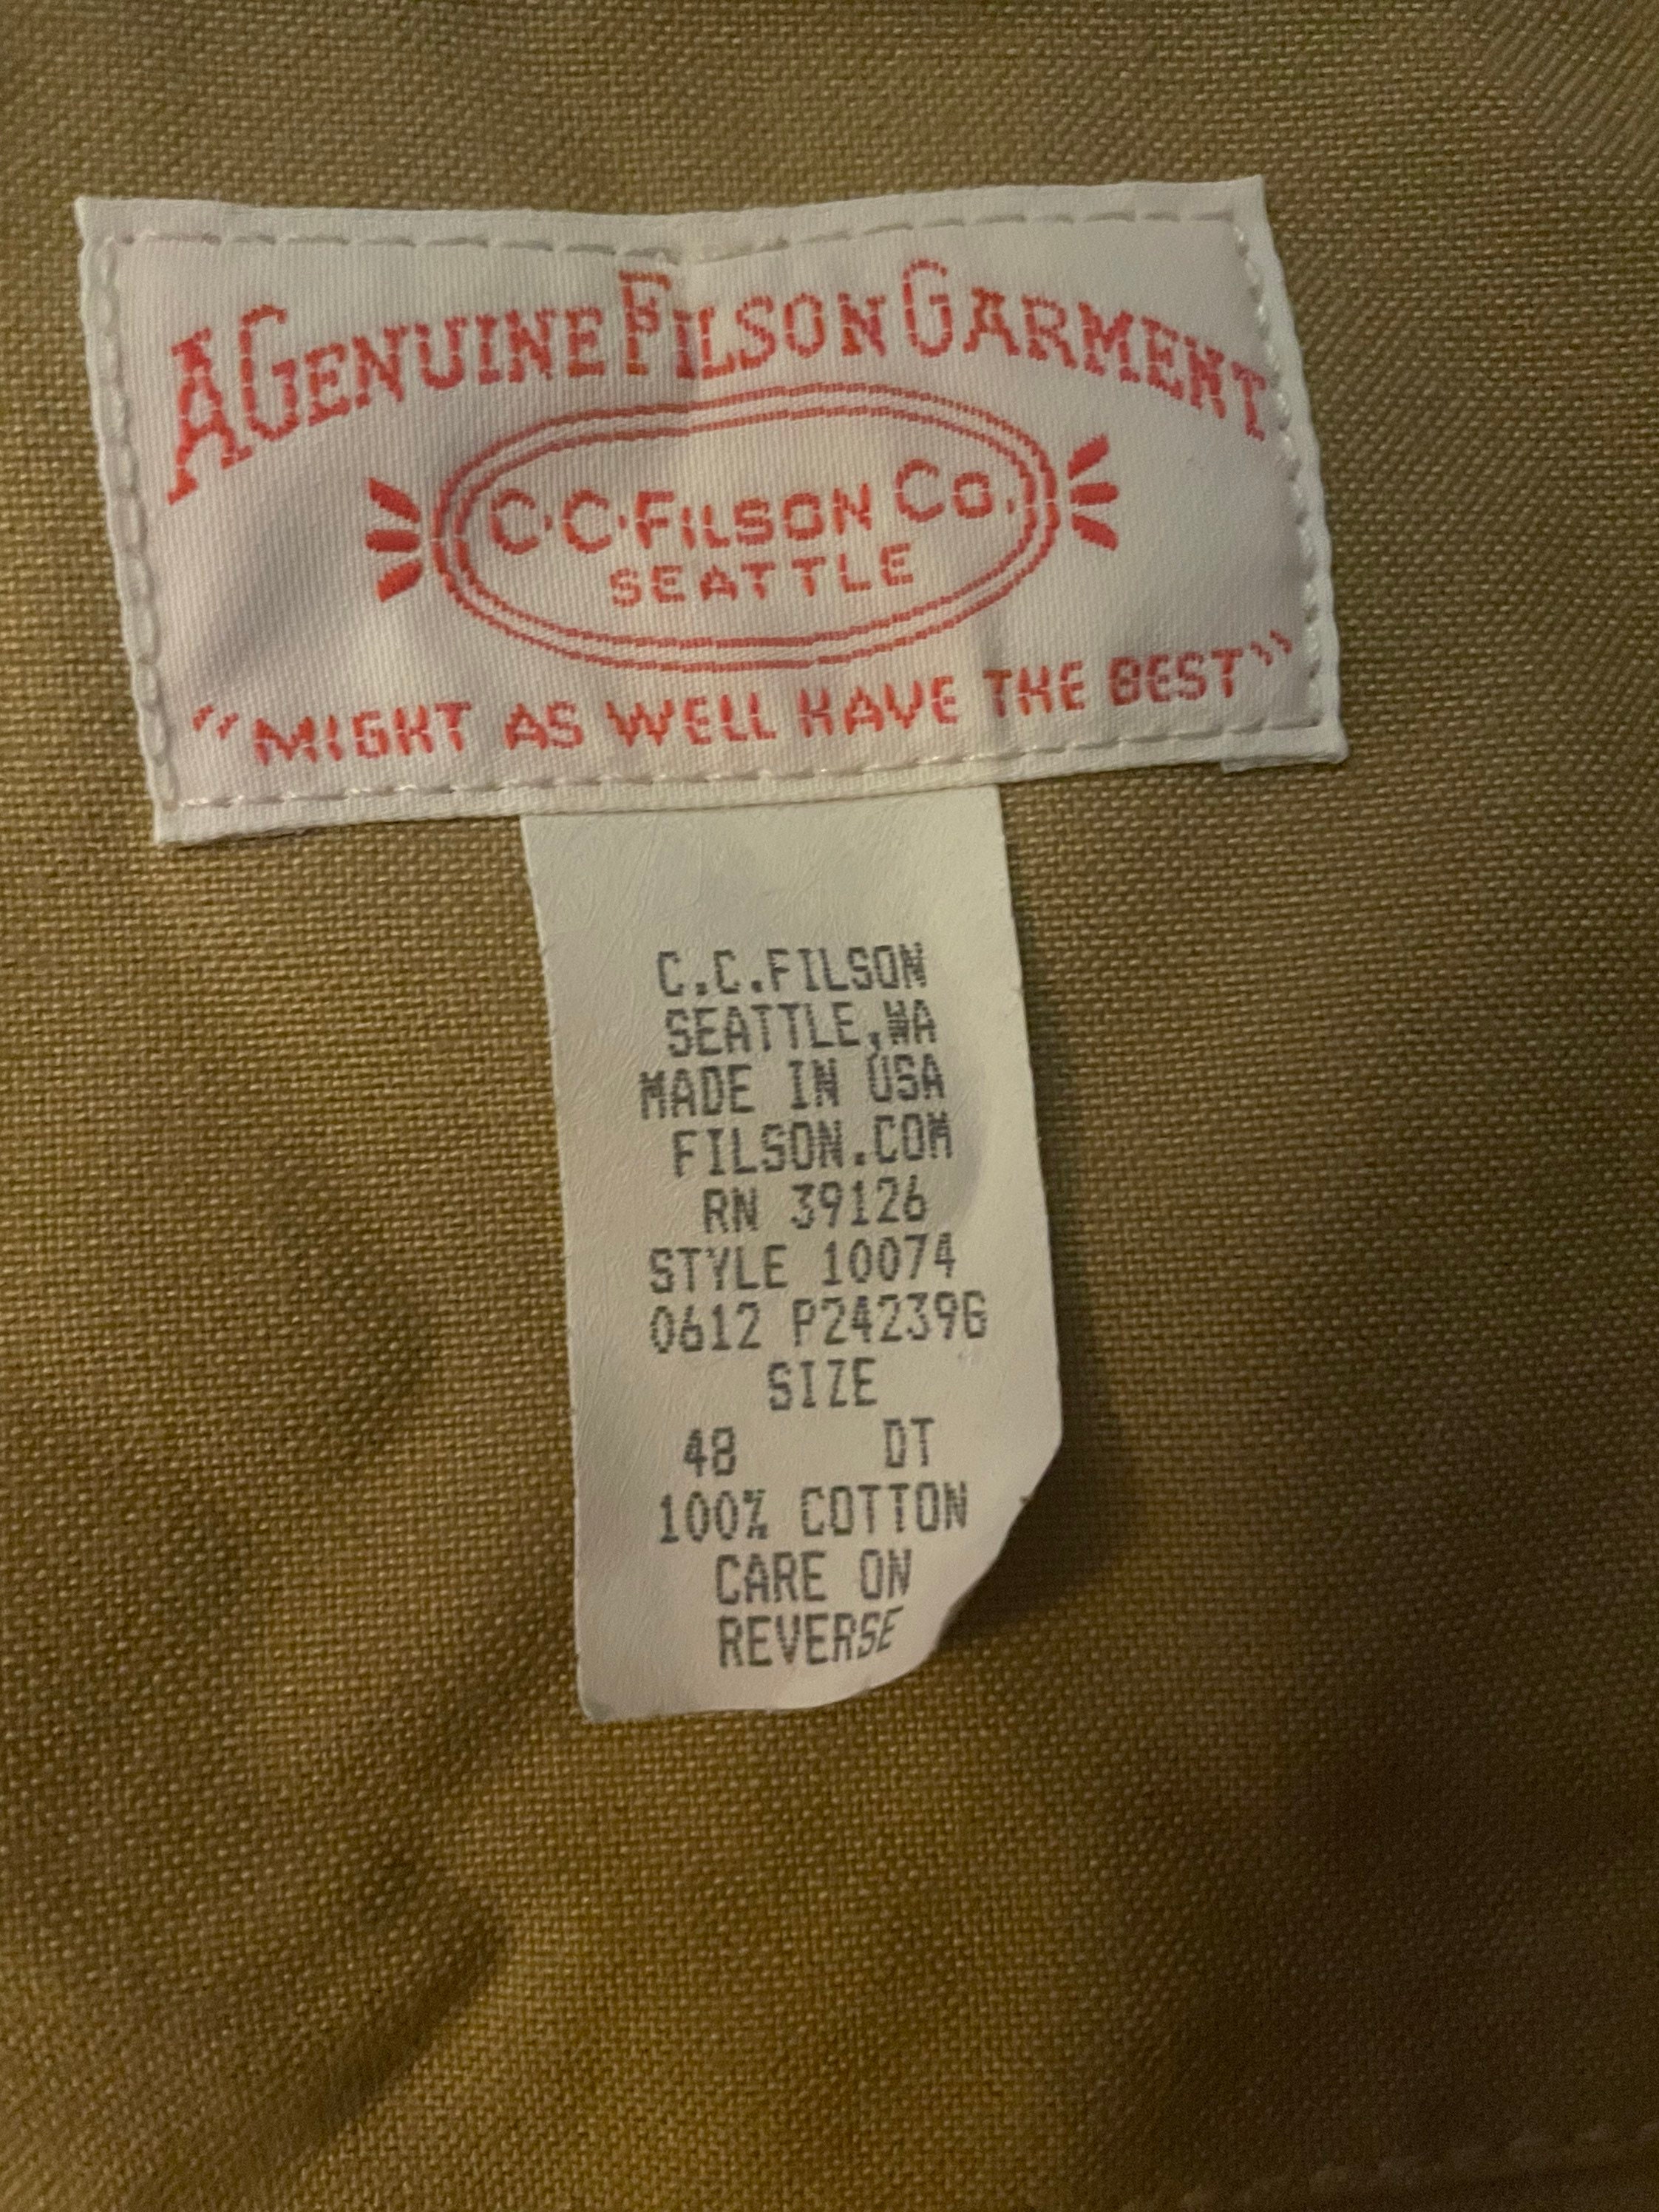 A GENUINE FILSON GARMENT
C·C·FILSON CO.
SEATTLE
"MIGHT AS WELL HAVE THE BEST"
C.C.FILSON
SEATTLE,WA
MADE IN USA
FILSON.COM
RN 39126
STYLE 10074
0612 P24239G
SIZE
48 DT
100% COTTON
CARE ON
REVERSE